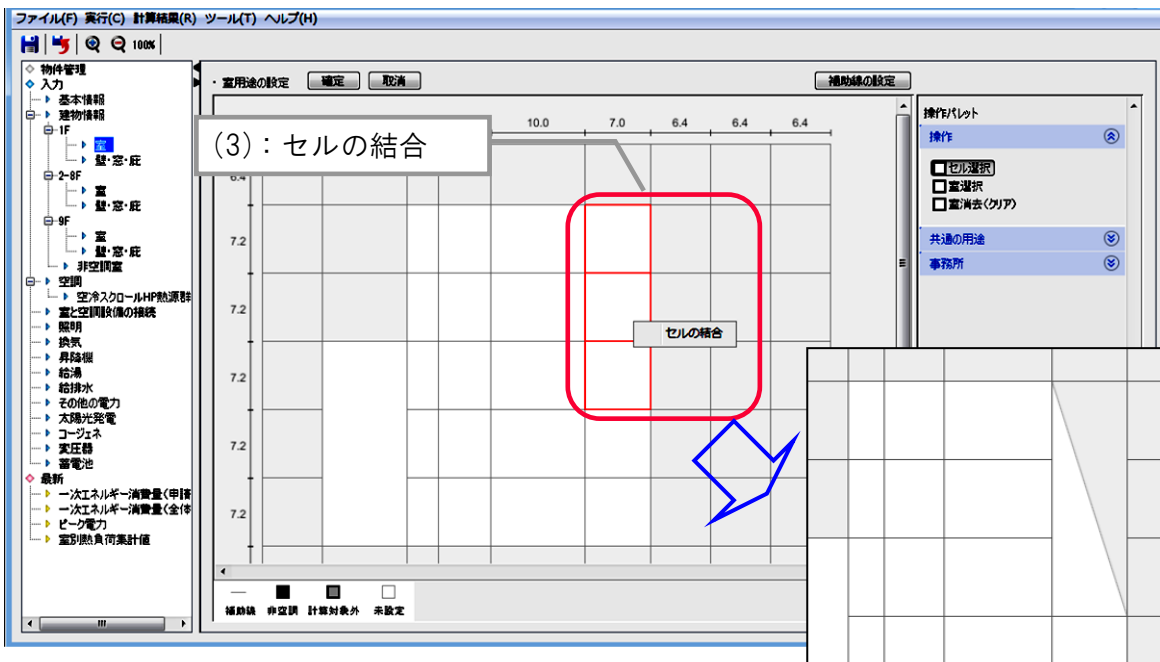 ファイル(F) 実行(C) 計算結果(R) ツール(T) ヘルプ(H)
100%
物件管理
入力
基本情報
建物情報
1F
室
壁・窓・庇
2-8F
室
壁・窓・庇
9F
室
壁・窓・庇
非空調室
空調
空冷スクロールHP熱源群
室と空調設備の接続
照明
換気
昇降機
給湯
給排水
その他の電力
太陽光発電
コージェネ
変圧器
蓄電池
最新
一次エネルギー消費量(申請
一次エネルギー消費量(全体
ピーク電力
室別熱負荷集計値
・室用途の設定 確定 取消 補助線の設定
10.0 7.0 6.4 6.4 6.4
(3):セルの結合
6.4
7.2
7.2
7.2
7.2
7.2
セルの結合
補助線 非空調 計算対象外 未設定
操作パレット
操作
セル選択
室選択
室消去(クリア)
共通の用途
事務所